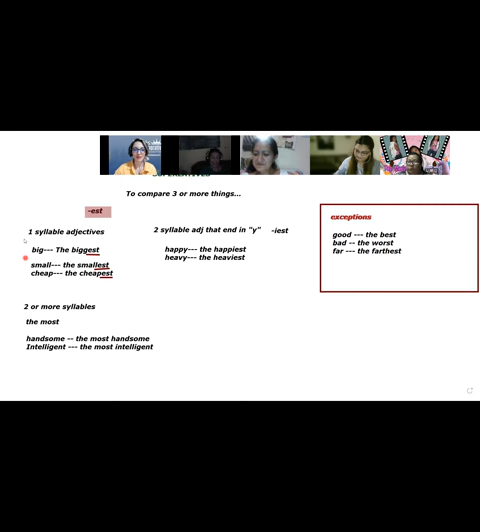 SUPERLATIVES
To compare 3 or more things...
-est
1 syllable adjectives
big--- The biggest
small--- the smallest
cheap--- the cheapest
2 syllable adj that end in "y" -iest
happy--- the happiest
heavy--- the heaviest
exceptions
good --- the best
bad -- the worst
far --- the farthest
2 or more syllables
the most
handsome -- the most handsome
Intelligent --- the most intelligent